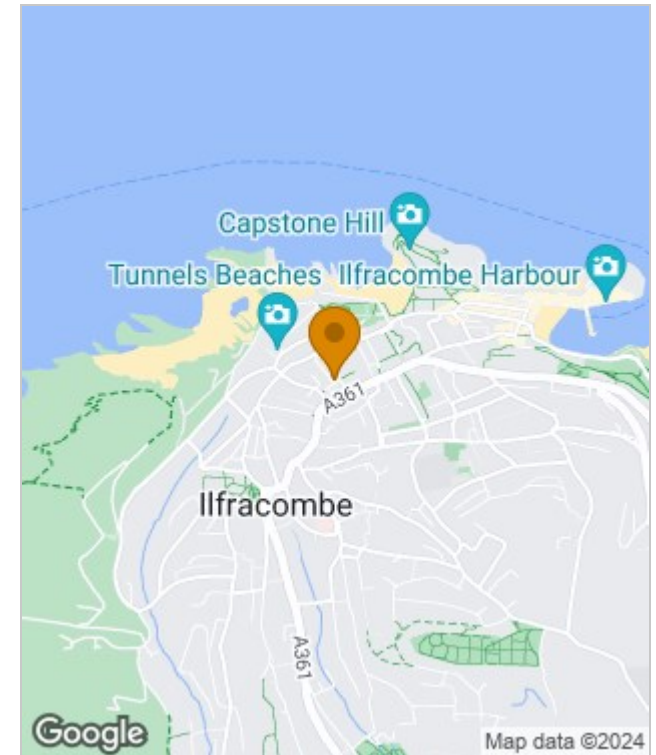 Capstone Hill
Tunnels Beaches
Ilfracombe Harbour
A361
Ilfracombe
A361
Google
Map data ©2024